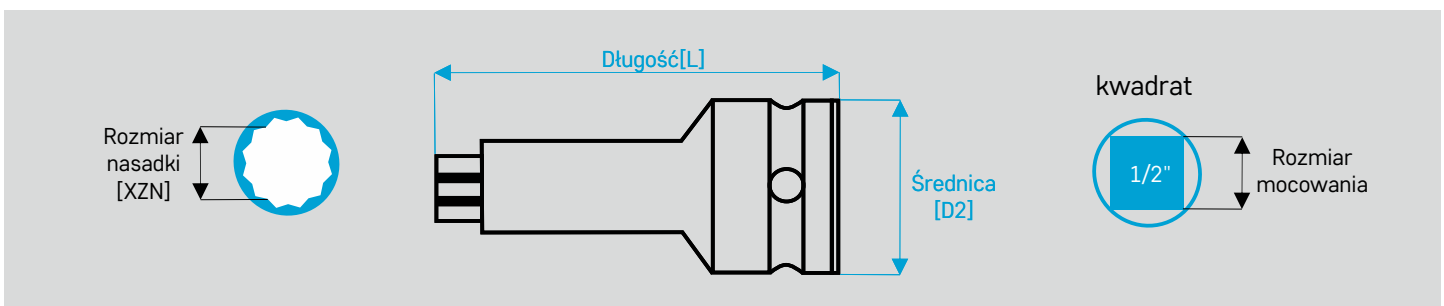 Długość[L]
Rozmiar
nasadki
[XZN]
Średnica
[D2]
kwadrat
1/2"
Rozmiar
mocowania